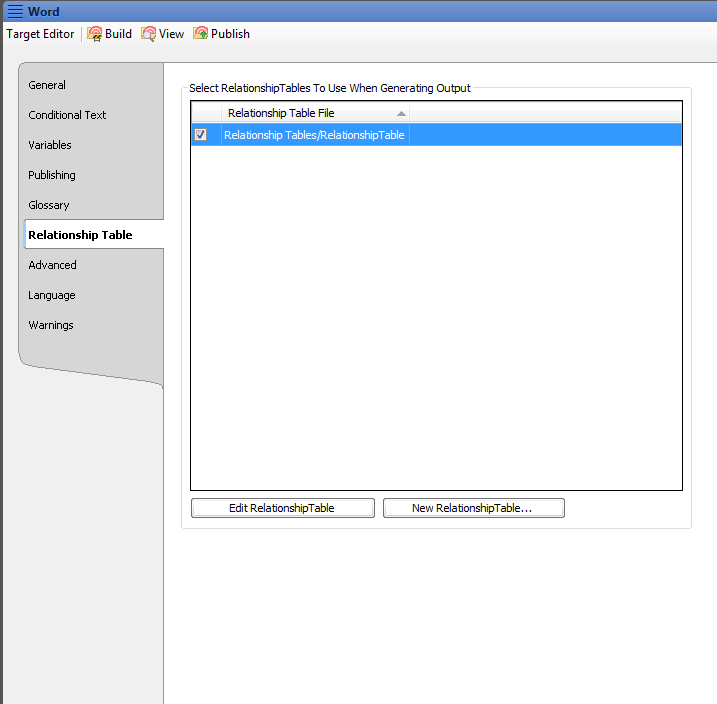 Word
Target Editor Build View Publish
General
Conditional Text
Variables
Publishing
Glossary
Relationship Table
Advanced
Language
Warnings
Select RelationshipTables To Use When Generating Output
Relationship Table File
Relationship Tables/RelationshipTable
Edit RelationshipTable New RelationshipTable...